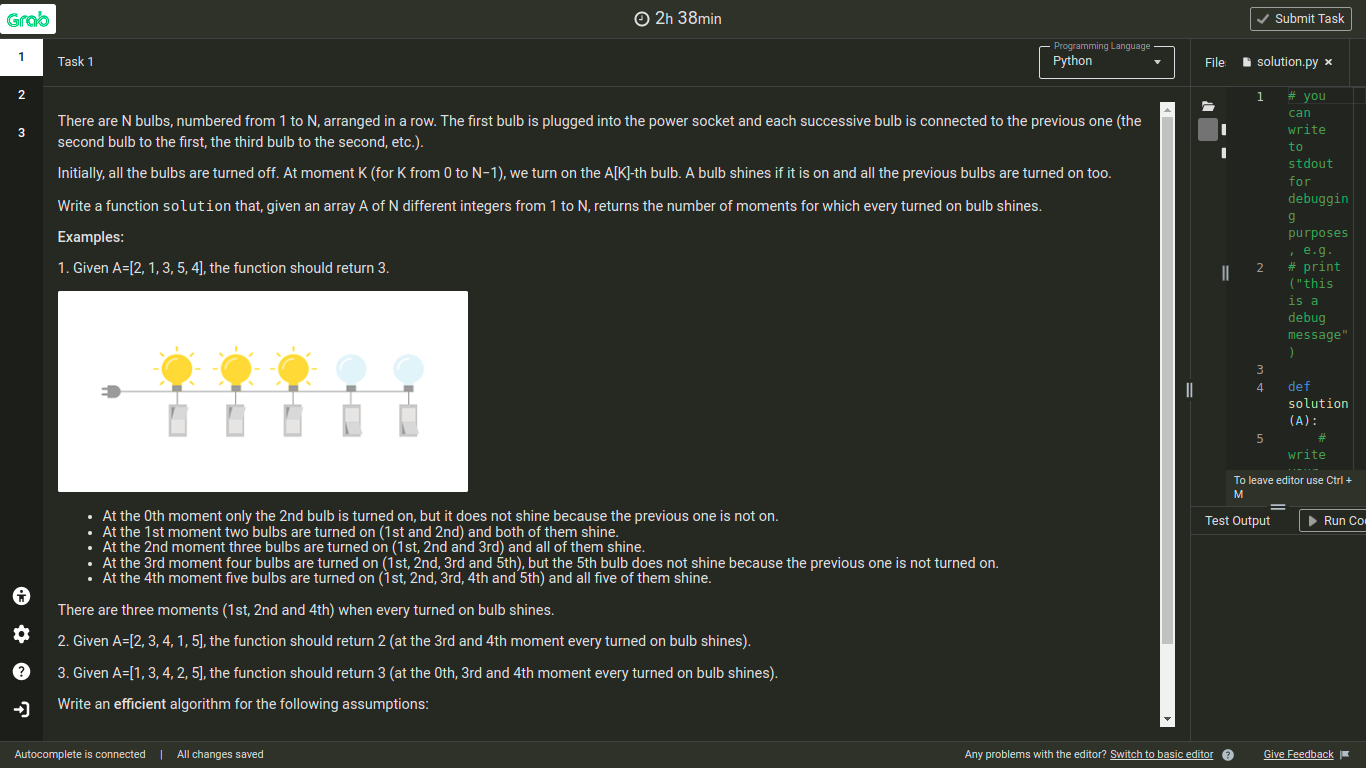 Grab
2h 38min
Submit Task
1
2
3
Task 1
Programming Language
Python
There are N bulbs, numbered from 1 to N, arranged in a row. The first bulb is plugged into the power socket and each successive bulb is connected to the previous one (the
second bulb to the first, the third bulb to the second, etc.).
Initially, all the bulbs are turned off. At moment K (for K from 0 to N−1), we turn on the A[K]-th bulb. A bulb shines if it is on and all the previous bulbs are turned on too.
Write a function solution that, given an array A of N different integers from 1 to N, returns the number of moments for which every turned on bulb shines.
Examples:
1. Given A=[2, 1, 3, 5, 4], the function should return 3.
• At the 0th moment only the 2nd bulb is turned on, but it does not shine because the previous one is not on.
• At the 1st moment two bulbs are turned on (1st and 2nd) and both of them shine.
• At the 2nd moment three bulbs are turned on (1st, 2nd and 3rd) and all of them shine.
• At the 3rd moment four bulbs are turned on (1st, 2nd, 3rd and 5th), but the 5th bulb does not shine because the previous one is not turned on.
• At the 4th moment five bulbs are turned on (1st, 2nd, 3rd, 4th and 5th) and all five of them shine.
There are three moments (1st, 2nd and 4th) when every turned on bulb shines.
2. Given A=[2, 3, 4, 1, 5], the function should return 2 (at the 3rd and 4th moment every turned on bulb shines).
3. Given A=[1, 3, 4, 2, 5], the function should return 3 (at the 0th, 3rd and 4th moment every turned on bulb shines).
Write an efficient algorithm for the following assumptions:
File
solution.py ×
1 # you
can
write
to
stdout
for
debuggin
g
purposes
, e.g.
2 # print
("this
is a
debug
message"
)
3
4 def
solution
(A):
5 #
write
To leave editor use Ctrl +
M
Test Output
Run Co
Autocomplete is connected | All changes saved
Any problems with the editor? Switch to basic editor ?
Give Feedback